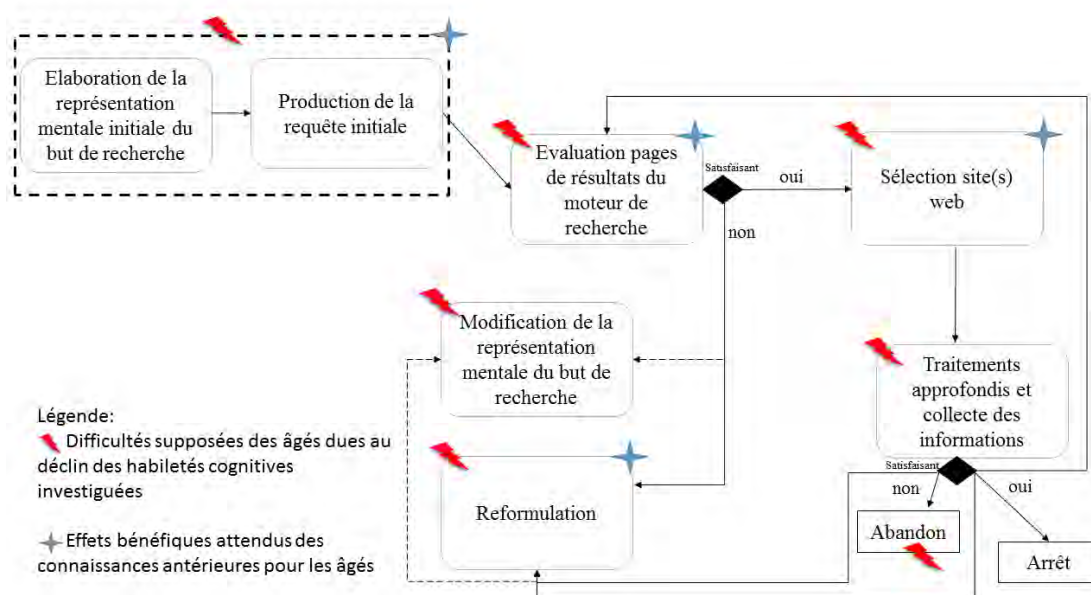 Elaboration de la
représentation
mentale initiale du
but de recherche
Production de la
requête initiale
Evaluation pages
de résultats du
moteur de
recherche
Satisfaisant
oui
non
Sélection site(s)
web
Modification de la
représentation
mentale du but de
recherche
Traitements
approfondis et
collecte des
informations
Satisfaisant
non
oui
Reformulation
Abandon
Arrêt
Légende:
Difficultés supposées des âgés dues au
déclin des habiletés cognitives
investiguées
Effets bénéfiques attendus des
connaissances antérieures pour les âgés